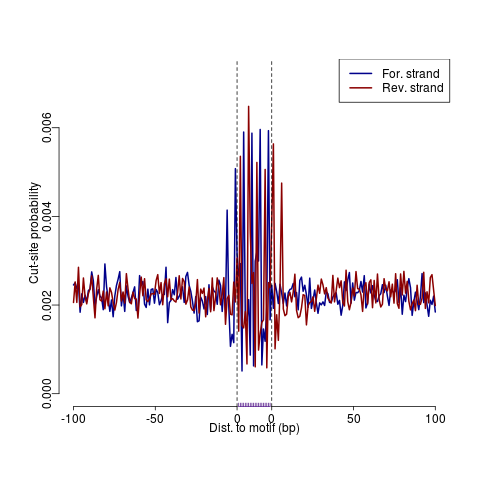 For. strand
Rev. strand
Cut-site probability
0.006
0.004
0.002
0.000
-100
-50
0
0
50
100
Dist. to motif (bp)